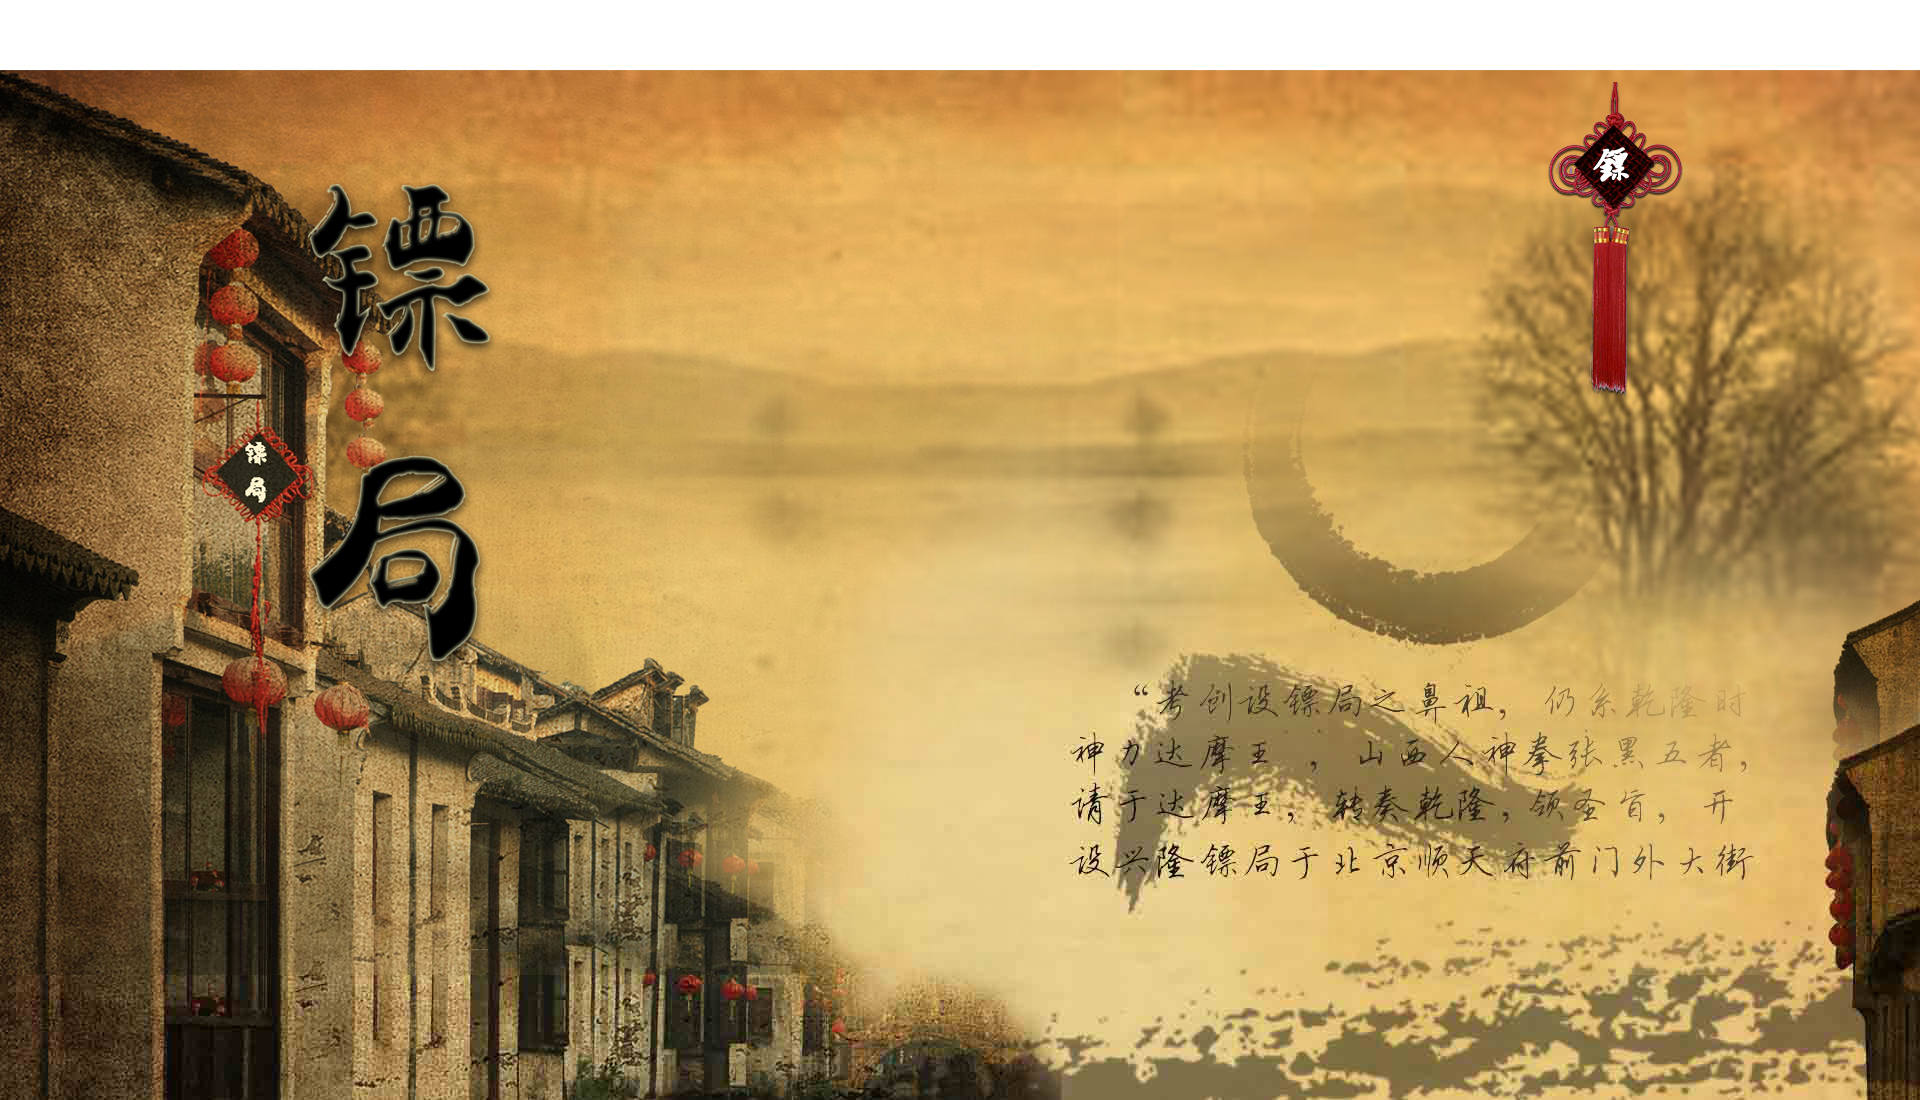 镖
局
镖
局
镖
“考创设镖局之鼻祖，仍系乾隆时
神力达摩王 ，山西人神拳张黑五者，
请于达摩王，转奏乾隆，领圣旨，开
设兴隆镖局于北京顺天府前门外大街